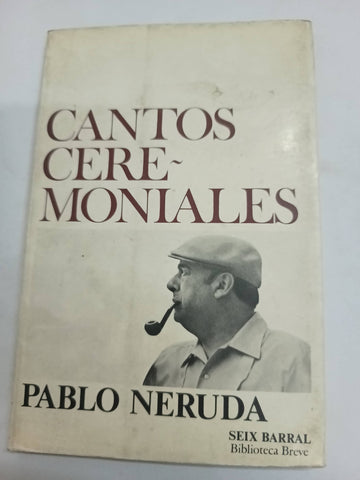 CANTOS
CERE-
MONIALES
PABLO NERUDA
SEIX BARRAL
Biblioteca Breve